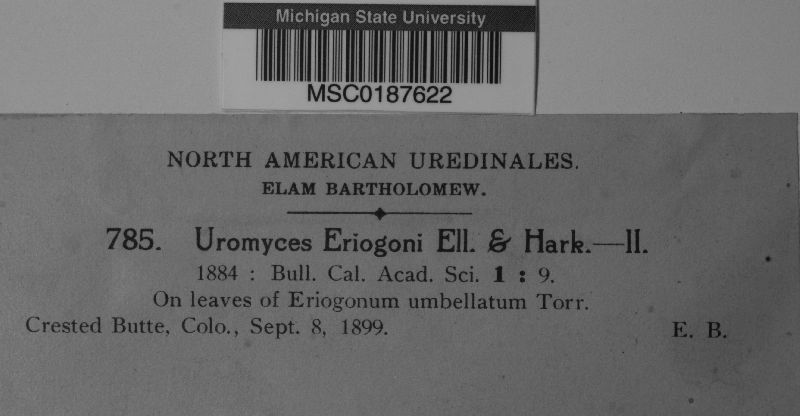 Michigan State University
MSC0187622
NORTH AMERICAN UREDINALES.
ELAM BARTHOLOMEW.
785. Uromyces Eriogoni Ell. & Hark.—II.
1884 : Bull. Cal. Acad. Sci. 1 : 9.
On leaves of Eriogonum umbellatum Torr.
Crested Butte, Colo., Sept. 8, 1899. E. B.